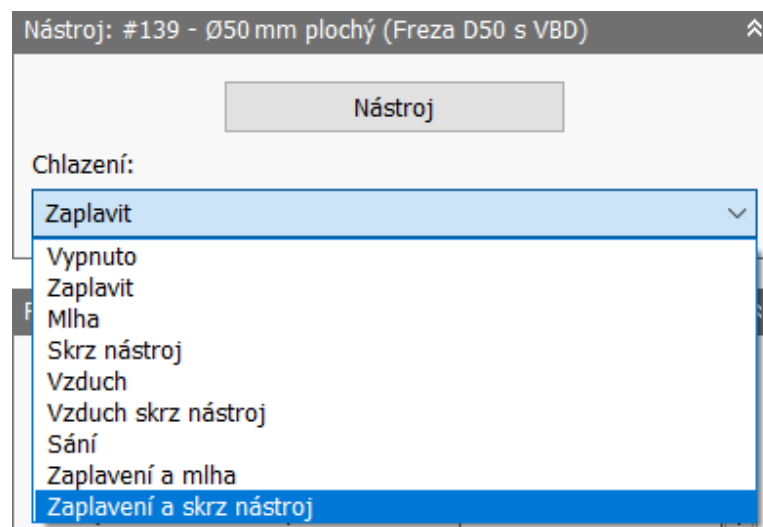 Nástroj: #139 - Ø50 mm plochý (Freza D50 s VBD)
Nástroj
Chlazení:
Zaplavit
Vypnuto
Zaplavit
Mlha
Skrz nástroj
Vzduch
Vzduch skrz nástroj
Sání
Zaplavení a mlha
Zaplavení a skrz nástroj